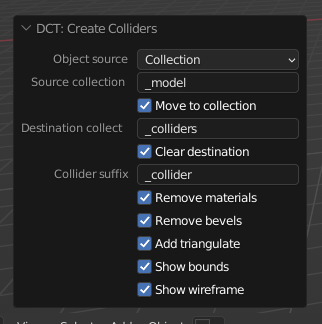 DCT: Create Colliders
Object source Collection
Source collection _model
Move to collection
Destination collect _colliders
Clear destination
Collider suffix _collider
Remove materials
Remove bevels
Add triangulate
Show bounds
Show wireframe